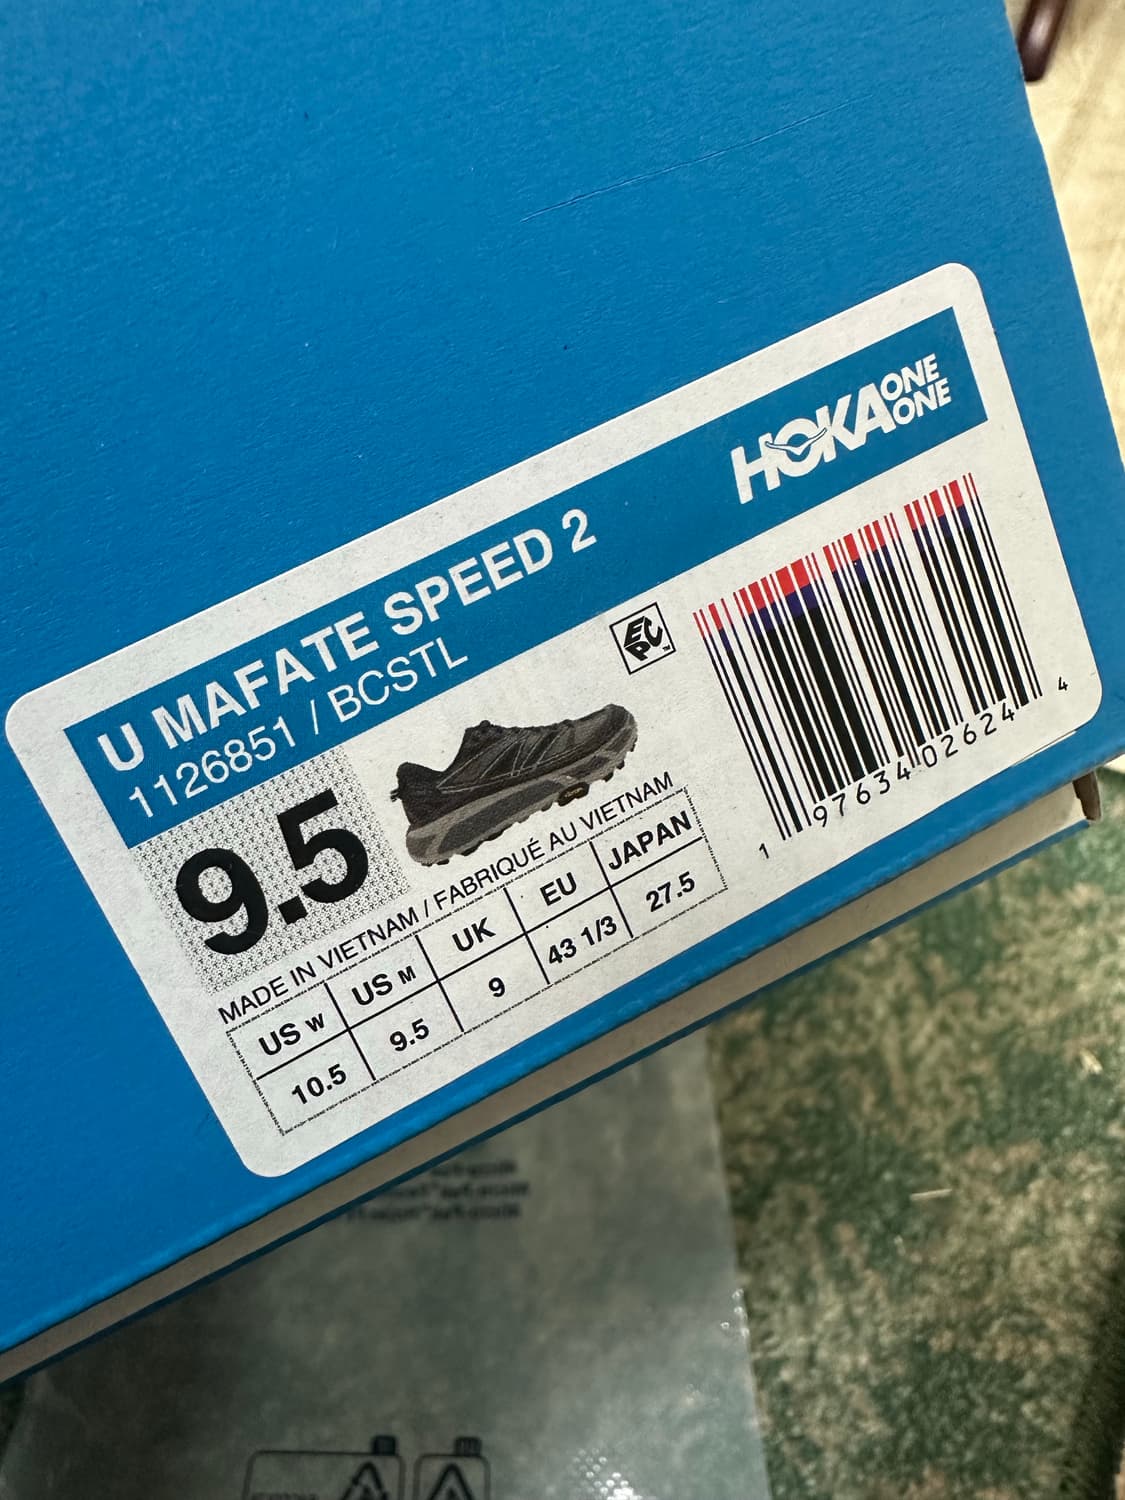 HOKA ONE ONE
U MAFATE SPEED 2
1126851 / BCSTL
9.5
EPC™
MADE IN VIETNAM / FABRIQUÉ AU VIETNAM
US W US M UK EU JAPAN
10.5 9.5 9 43 1/3 27.5
1 97634 02624 4